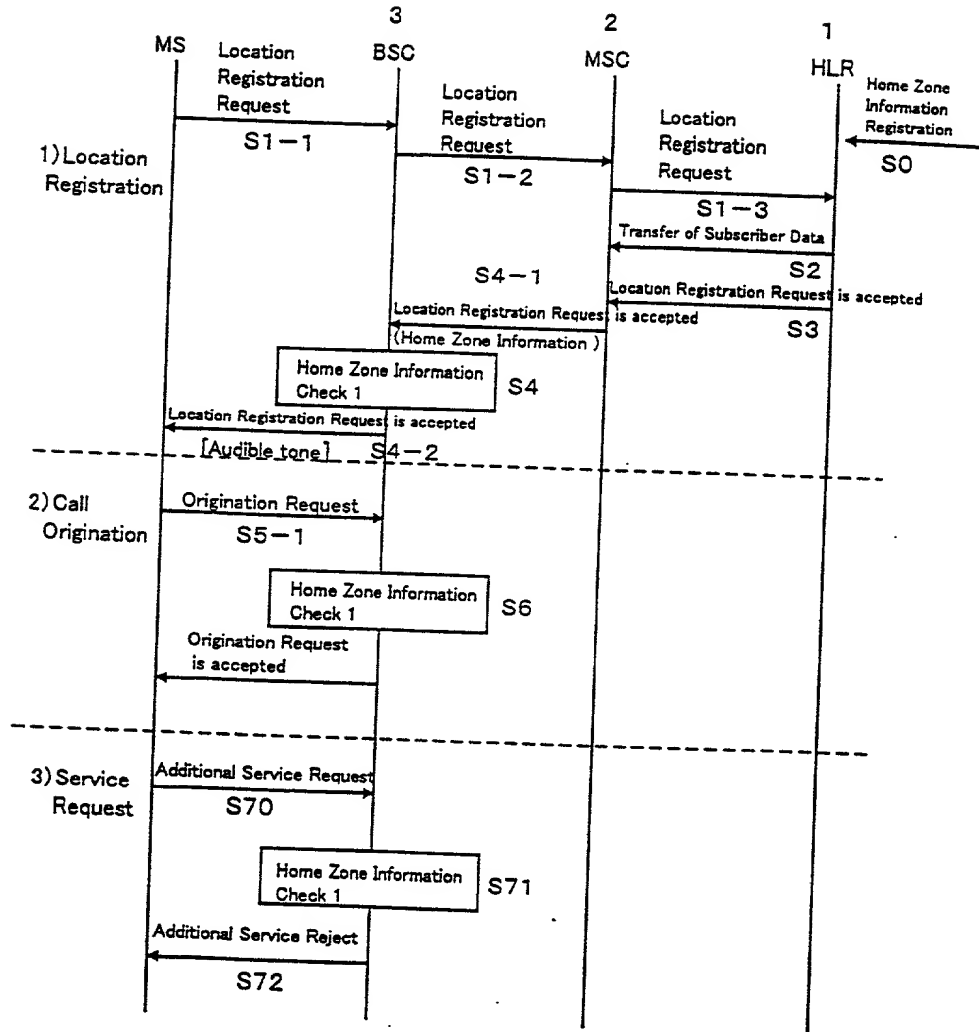 3
2
1
MS
Location
Registration
Request
BSC
MSC
HLR
Home Zone
Information
Registration
S0
S1-1
Location
Registration
Request
S1-2
Location
Registration
Request
S1-3
1) Location
Registration
Transfer of Subscriber Data
S2
S4-1
Location Registration Request is accepted
S3
Location Registration Request is accepted
(Home Zone Information )
Home Zone Information
Check 1
S4
Location Registration Request is accepted
[Audible tone]
S4-2
2) Call
Origination
Origination Request
S5-1
Home Zone Information
Check 1
S6
Origination Request
is accepted
3) Service
Request
Additional Service Request
S70
Home Zone Information
Check 1
S71
Additional Service Reject
S72